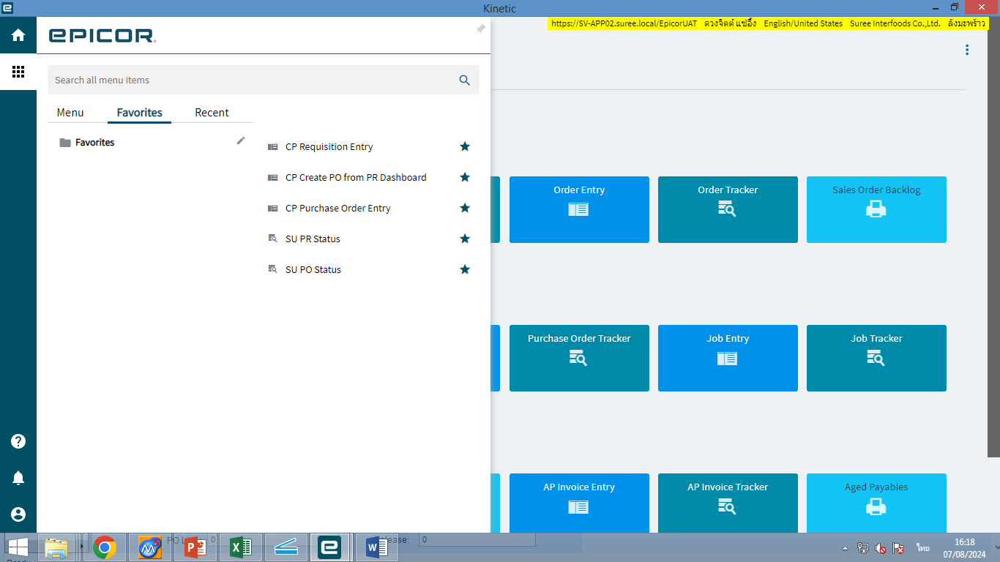 Kinetic
https://SV-APP02.suree.local/EpicorUAT ดวงจิตต์ แซ่อึ้ง English/United States Suree Interfoods Co.,Ltd. ล้งมะพร้าว
EPICOR
Search all menu items
Menu Favorites Recent
Favorites
CP Requisition Entry
CP Create PO from PR Dashboard
CP Purchase Order Entry
SU PR Status
SU PO Status
Order Entry Order Tracker Sales Order Backlog
Purchase Order Tracker Job Entry Job Tracker
AP Invoice Entry AP Invoice Tracker Aged Payables
0 0
ไทย
16:18
07/08/2024